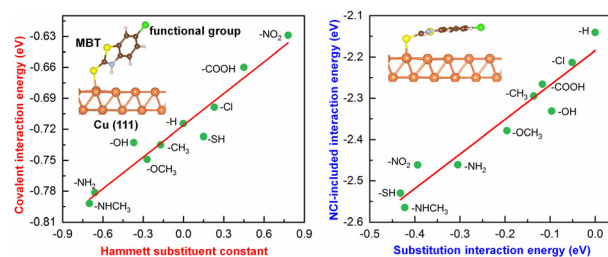 Covalent interaction energy (eV)
-0.63
-0.66
-0.69
-0.72
-0.75
-0.78
-0.81
MBT
functional group
Cu (111)
-NO2
-COOH
-Cl
-H
-SH
-OH
-CH3
-OCH3
-NH2
-NHCH3
-0.9 -0.6 -0.3 0.0 0.3 0.6 0.9
Hammett substituent constant
NCI-included interaction energy (eV)
-2.1
-2.2
-2.3
-2.4
-2.5
-2.6
-H
-Cl
-COOH
-CH3
-OH
-OCH3
-NO2
-NH2
-SH
-NHCH3
-0.5 -0.4 -0.3 -0.2 -0.1 0.0
Substitution interaction energy (eV)